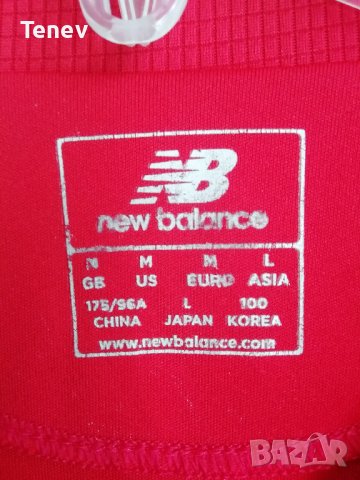 Tenev
NB
new balance
M M M L
GB US EURO ASIA
175/96A L 100
CHINA JAPAN KOREA
www.newbalance.com
BAZAR